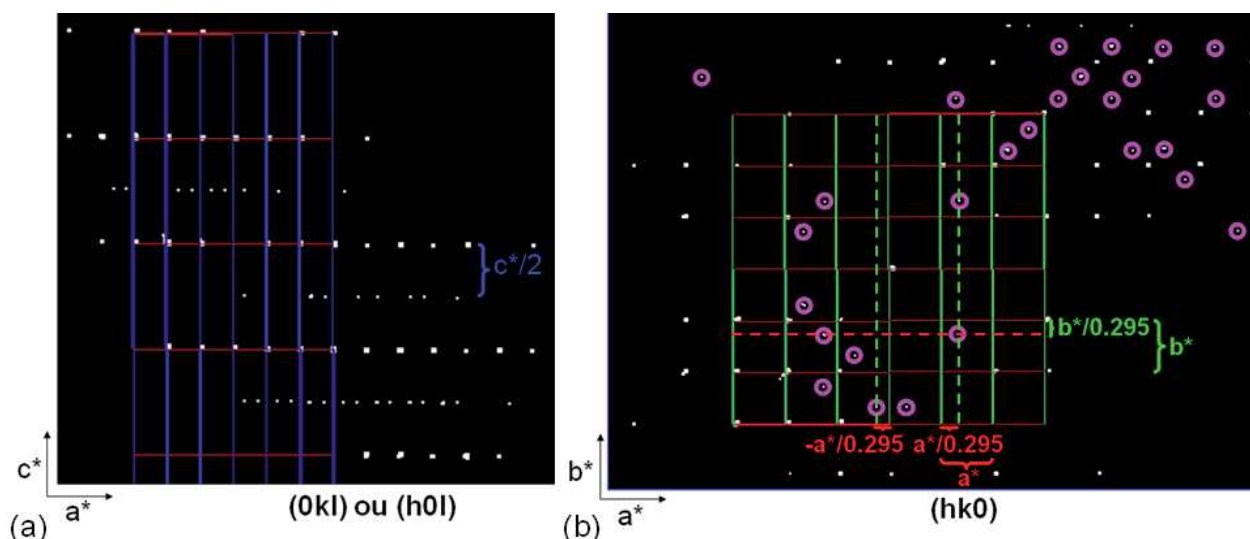 c*/2
c*
a*
(0kl) ou (h0l)
(a)
b*/0.295
b*
-a*/0.295
a*/0.295
a*
b*
a*
(hk0)
(b)